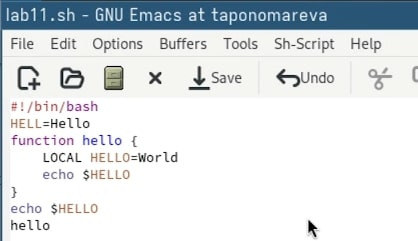 lab11.sh - GNU Emacs at taponomareva
File Edit Options Buffers Tools Sh-Script Help
Save Undo
#!/bin/bash
HELL=Hello
function hello {
    LOCAL HELLO=World
    echo $HELLO
}
echo $HELLO
hello